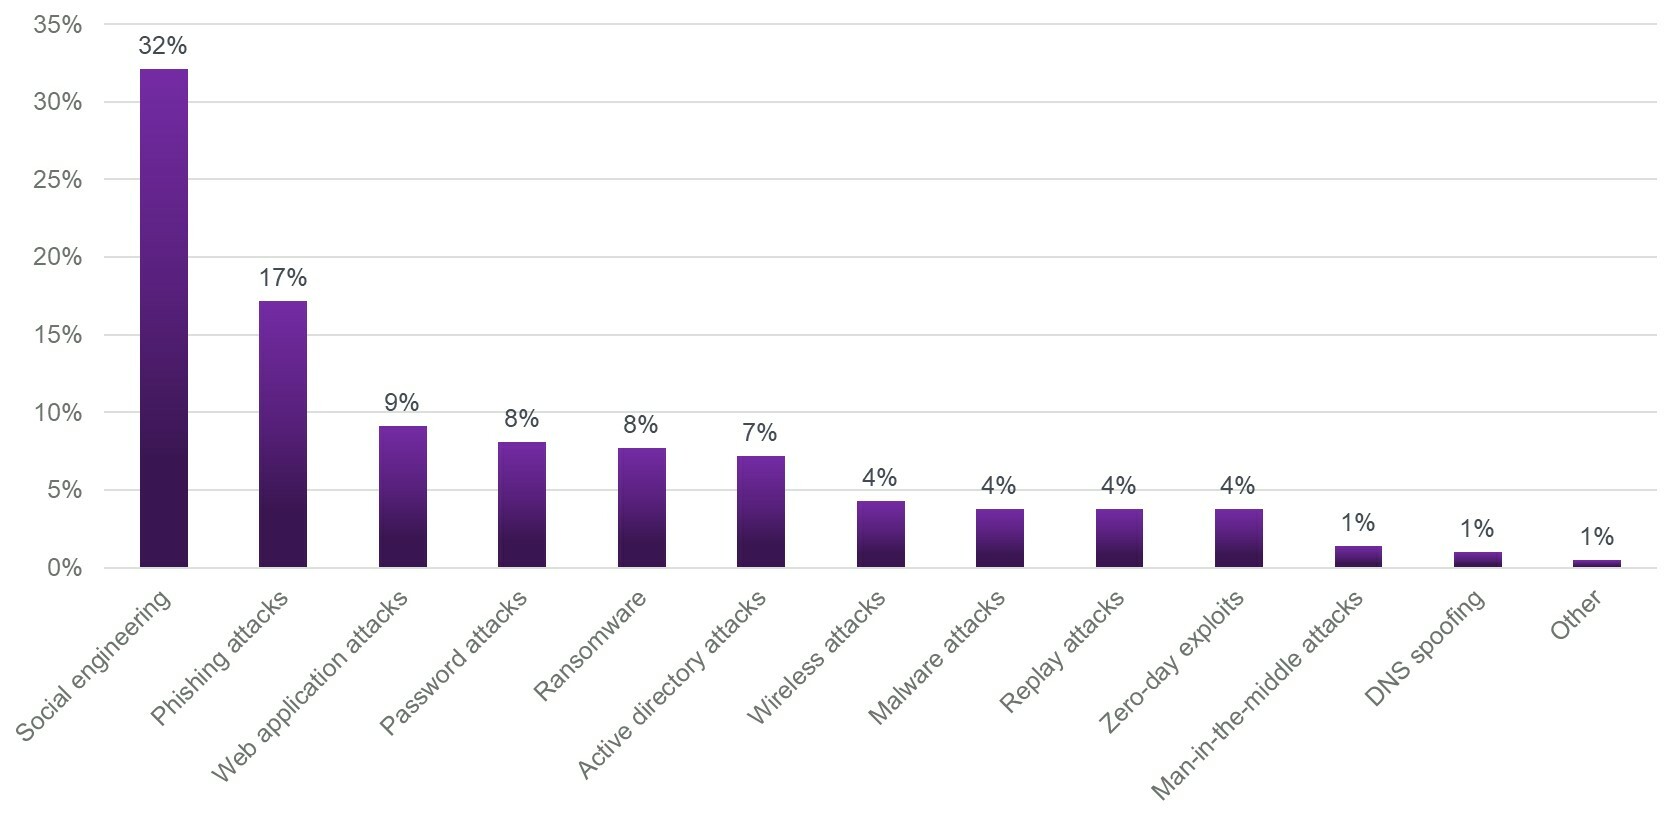 35%
30%
25%
20%
15%
10%
5%
0%
32%
17%
9%
8%
8%
7%
4%
4%
4%
4%
1%
1%
1%
Social engineering
Phishing attacks
Web application attacks
Password attacks
Ransomware
Active directory attacks
Wireless attacks
Malware attacks
Replay attacks
Zero-day exploits
Man-in-the-middle attacks
DNS spoofing
Other